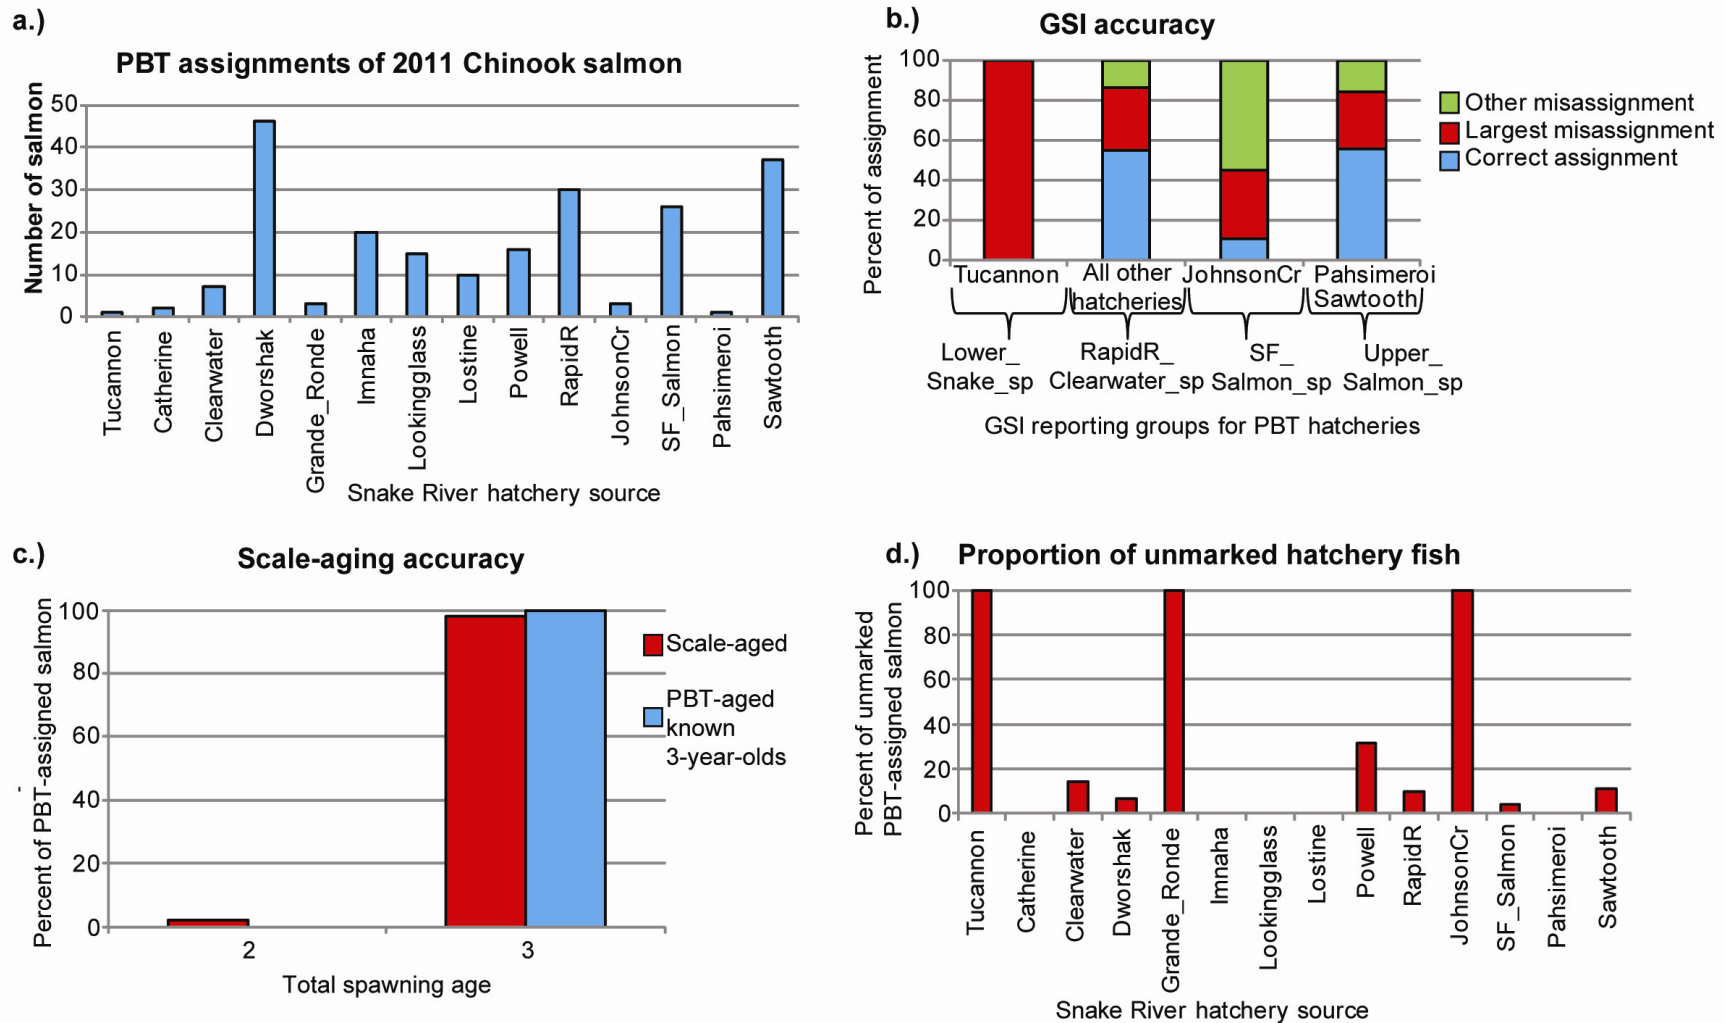 a.)
PBT assignments of 2011 Chinook salmon
Number of salmon
50
40
30
20
10
0
Tucannon
Catherine
Clearwater
Dworshak
Grande_Ronde
Imnaha
Lookingglass
Lostine
Powell
RapidR
JohnsonCr
SF_Salmon
Pahsimeroi
Sawtooth
Snake River hatchery source
b.)
GSI accuracy
Percent of assignment
100
80
60
40
20
0
Other misassignment
Largest misassignment
Correct assignment
Tucannon
All other
hatcheries
JohnsonCr
Pahsimeroi
Sawtooth
Lower_
Snake_sp
RapidR_
Clearwater_sp
SF_
Salmon_sp
Upper_
Salmon_sp
GSI reporting groups for PBT hatcheries
c.)
Scale-aging accuracy
Percent of PBT-assigned salmon
100
80
60
40
20
0
Scale-aged
PBT-aged
known
3-year-olds
2
3
Total spawning age
d.)
Proportion of unmarked hatchery fish
Percent of unmarked
PBT-assigned salmon
100
80
60
40
20
0
Tucannon
Catherine
Clearwater
Dworshak
Grande_Ronde
Imnaha
Lookingglass
Lostine
Powell
RapidR
JohnsonCr
SF_Salmon
Pahsimeroi
Sawtooth
Snake River hatchery source